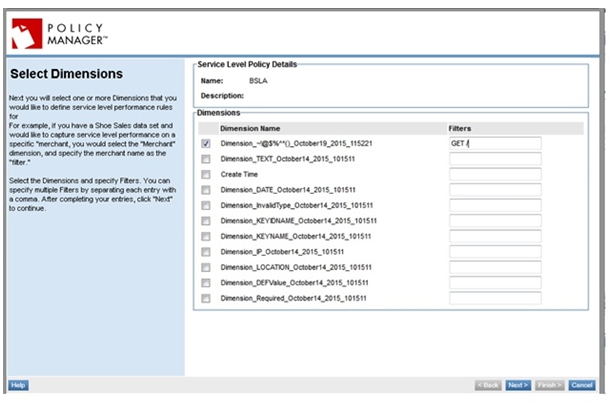 POLICY
MANAGER™
Select Dimensions
Next you will select one or more Dimensions that you
would like to define service level performance rules
for
For example, if you have a Shoe Sales data set and
would like to capture service level performance on a
specific "merchant, you would select the "Merchant"
dimension, and specify the merchant name as the
"filter."
Select the Dimensions and specify Filters. You can
specify multiple Filters by separating each entry with
a comma. After completing your entries, click "Next"
to continue.
Service Level Policy Details
Name: BSLA
Description:
Dimensions
Dimension Name Filters
Dimension_~!@$%^^()_October19_2015_115221 GET /
Dimension_TEXT_October14_2015_101511
Create Time
Dimension_DATE_October14_2015_101511
Dimension_InvalidType_October14_2015_101511
Dimension_KEYIDNAME_October14_2015_101511
Dimension_KEYNAME_October14_2015_101511
Dimension_IP_October14_2015_101511
Dimension_LOCATION_October14_2015_101511
Dimension_DEFValue_October14_2015_101511
Dimension_Required_October14_2015_101511
Help < Back Next > Finish > Cancel